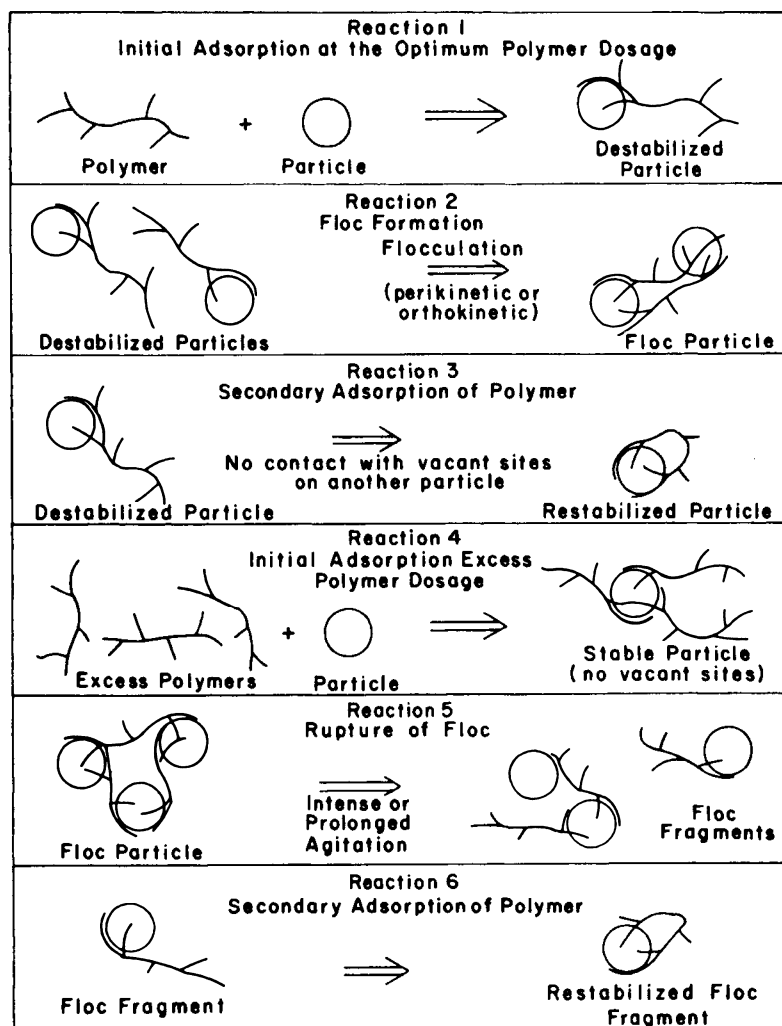 Reaction 1
Initial Adsorption at the Optimum Polymer Dosage
+
Polymer
Particle
Destabilized
Particle
Reaction 2
Floc Formation
Flocculation
(perikinetic or
orthokinetic)
Destabilized Particles
Floc Particle
Reaction 3
Secondary Adsorption of Polymer
No contact with vacant sites
on another particle
Destabilized Particle
Restabilized Particle
Reaction 4
Initial Adsorption Excess
Polymer Dosage
+
Excess Polymers
Particle
Stable Particle
(no vacant sites)
Reaction 5
Rupture of Floc
Intense or
Prolonged
Agitation
Floc Particle
Floc
Fragments
Reaction 6
Secondary Adsorption of Polymer
Floc Fragment
Restabilized Floc
Fragment